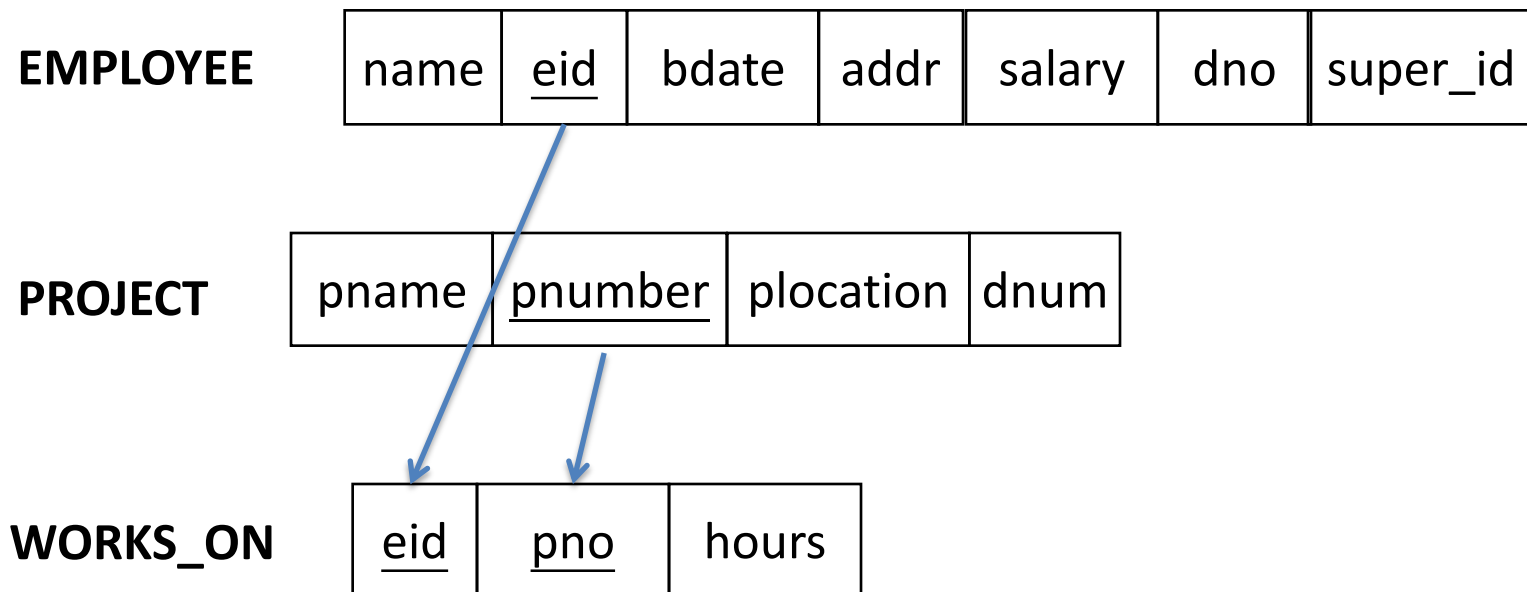 EMPLOYEE name eid bdate addr salary dno super_id
PROJECT pname pnumber plocation dnum
WORKS_ON eid pno hours